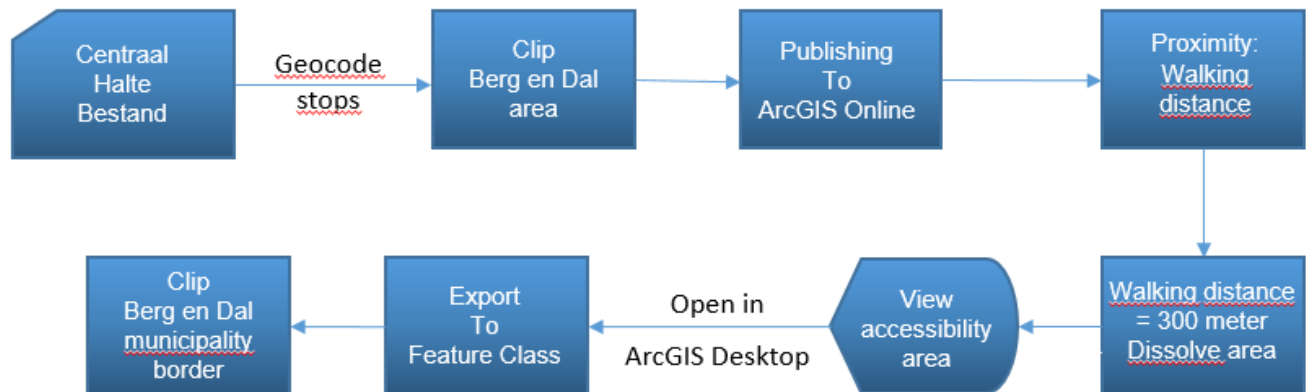 Centraal
Halte
Bestand
Geocode
stops
Clip
Berg en Dal
area
Publishing
To
ArcGIS Online
Proximity:
Walking
distance
Walking distance
= 300 meter
Dissolve area
View
accessibility
area
Open in
ArcGIS Desktop
Export
To
Feature Class
Clip
Berg en Dal
municipality
border